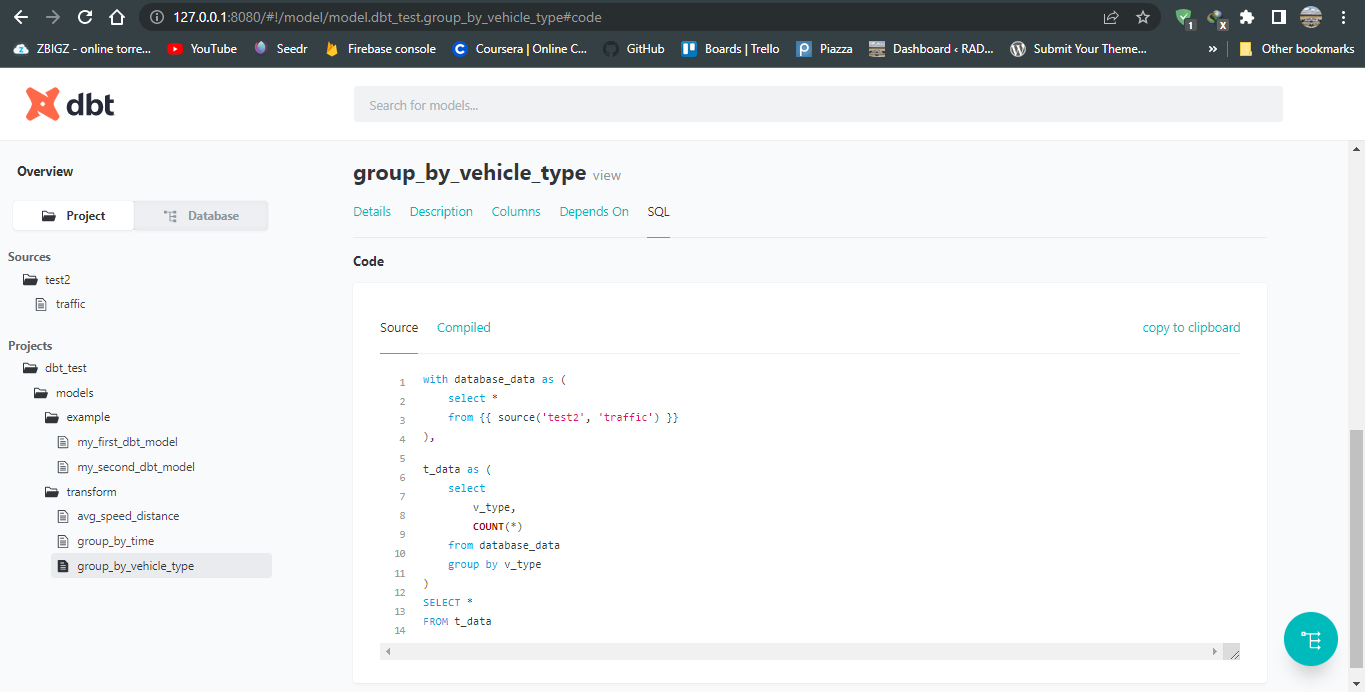 127.0.0.1:8080/#!/model/model.dbt_test.group_by_vehicle_type#code
1
x
ZBIGZ - online torre... YouTube Seedr Firebase console Coursera | Online C... GitHub Boards | Trello Piazza Dashboard ‹ RAD... Submit Your Theme... » Other bookmarks
dbt
Search for models...
Overview
Project Database
Sources
test2
traffic
Projects
dbt_test
models
example
my_first_dbt_model
my_second_dbt_model
transform
avg_speed_distance
group_by_time
group_by_vehicle_type
group_by_vehicle_type view
Details Description Columns Depends On SQL
Code
Source Compiled copy to clipboard
1 with database_data as (
2 select *
3 from {{ source('test2', 'traffic') }}
4 ),
5
6 t_data as (
7 select
8 v_type,
9 COUNT(*)
10 from database_data
11 group by v_type
12 )
13 SELECT *
14 FROM t_data